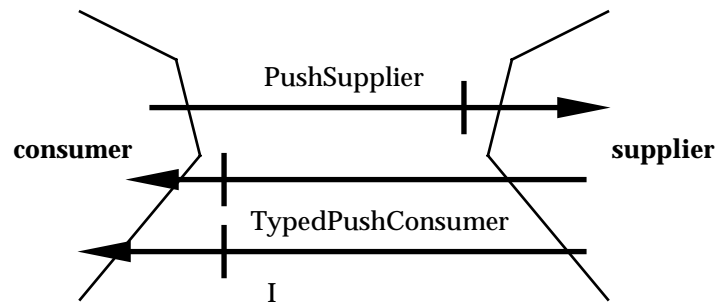 PushSupplier
consumer
supplier
TypedPushConsumer
I